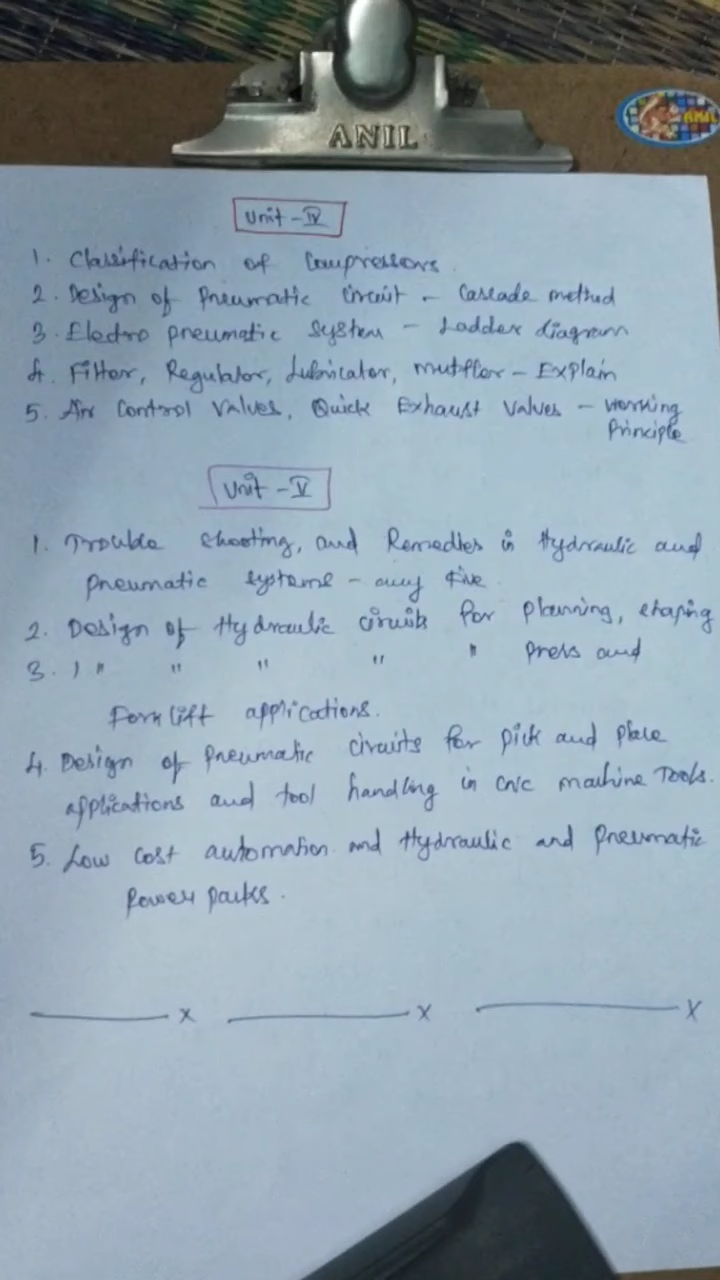 ANIL
ANIL
Unit - IV
1. Classification of Compressors.
2. Design of Pneumatic Circuit - Cascade method
3. Electro pneumatic System - Ladder diagram
4. Filter, Regulator, Lubricator, mufflor - Explain
5. Air Control Valves, Quick Exhaust Valves - Working
Principle
Unit - V
1. Trouble shooting, and Remedies in Hydraulic and
Pneumatic systems - any five
2. Design of Hydraulic circuits for planning, shaping
3. " " " " " press and
Fork lift applications.
4. Design of pneumatic circuits for pick and place
applications and tool handling in CNC machine Tools.
5. Low cost automation and Hydraulic and pneumatic
Power packs.
x x x